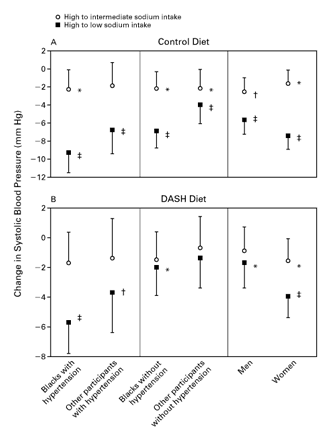 High to intermediate sodium intake
High to low sodium intake
A
Control Diet
2
0
−2
−4
−6
−8
−10
−12
*
‡
‡
*
‡
*
‡
†
‡
*
‡
Change in Systolic Blood Pressure (mm Hg)
B
DASH Diet
2
0
−2
−4
−6
−8
‡
†
*
*
*
‡
Blacks with
hypertension
Other participants
with hypertension
Blacks without
hypertension
Other participants
without hypertension
Men
Women